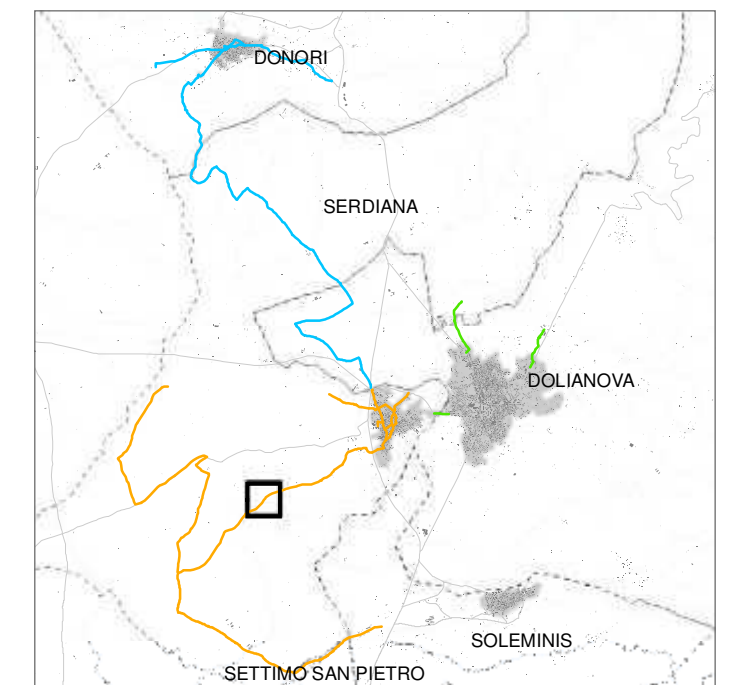 DONORI
SERDIANA
DOLIANOVA
SOLEMINIS
SETTIMO SAN PIETRO